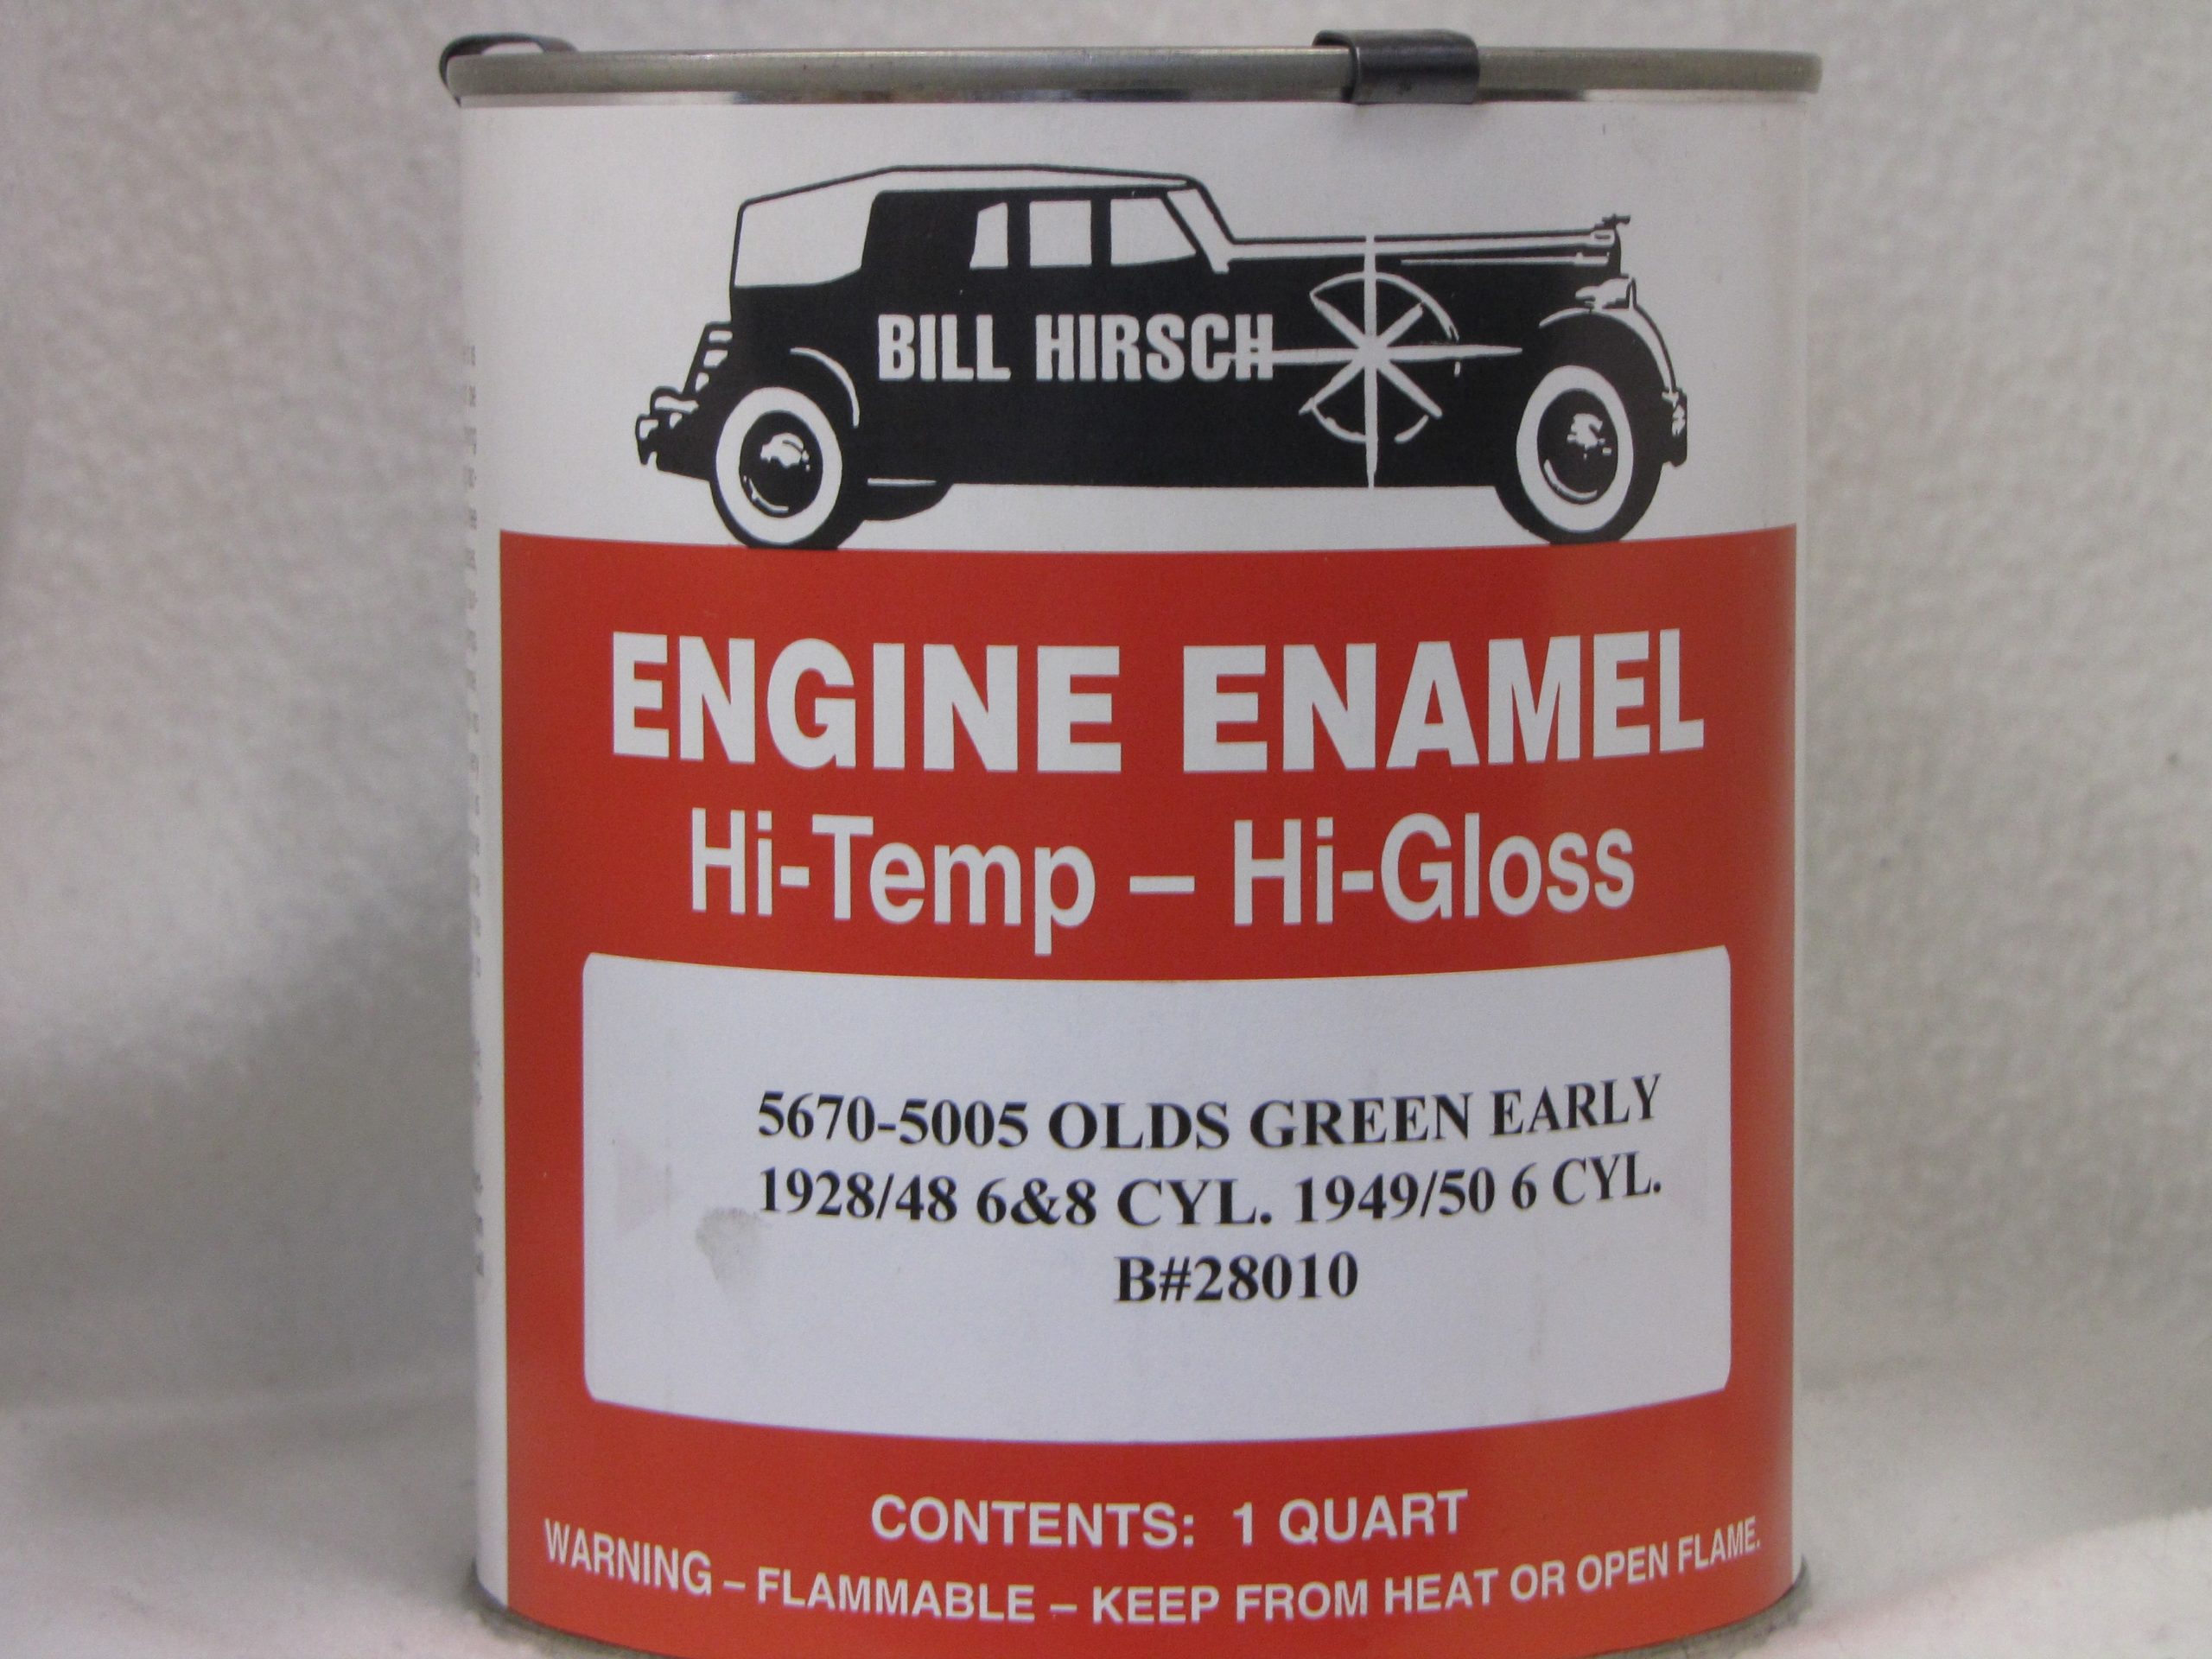 BILL HIRSCH
ENGINE ENAMEL
Hi-Temp – Hi-Gloss
5670-5005 OLDS GREEN EARLY
1928/48 6&8 CYL. 1949/50 6 CYL.
B#28010
CONTENTS: 1 QUART
WARNING – FLAMMABLE – KEEP FROM HEAT OR OPEN FLAME.